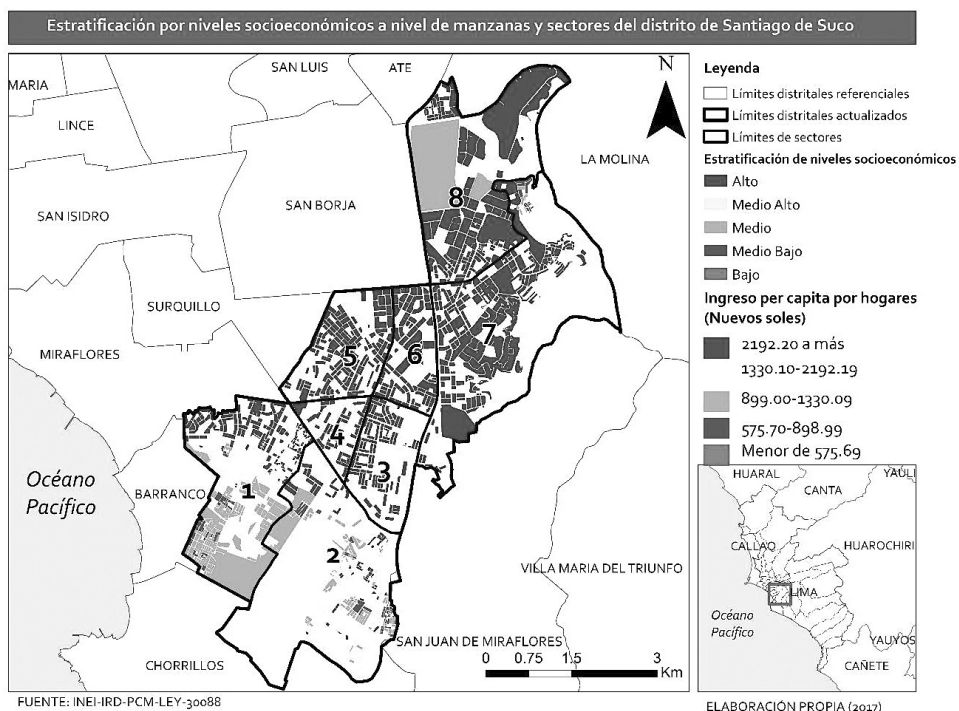 Estratificación por niveles socioeconómicos a nivel de manzanas y sectores del distrito de Santiago de Suco
MARIA
SAN LUIS
ATE
N
LINCE
LA MOLINA
SAN ISIDRO
SAN BORJA
8
SURQUILLO
MIRAFLORES
5
6
7
4
3
1
2
Océano
Pacífico
BARRANCO
VILLA MARIA DEL TRIUNFO
SAN JUAN DE MIRAFLORES
CHORRILLOS
0 0.75 1.5 3
Km
Leyenda
Límites distritales referenciales
Límites distritales actualizados
Límites de sectores
Estratificación de niveles socioeconómicos
Alto
Medio Alto
Medio
Medio Bajo
Bajo
Ingreso per capita por hogares
(Nuevos soles)
2192.20 a más
1330.10-2192.19
899.00-1330.09
575.70-898.99
Menor de 575.69
HUARAL
YAULI
CANTA
CALLAO
HUAROCHIRI
LIMA
Océano
Pacífico
YAUYOS
CAÑETE
FUENTE: INEI-IRD-PCM-LEY-30088
ELABORACIÓN PROPIA (2017)